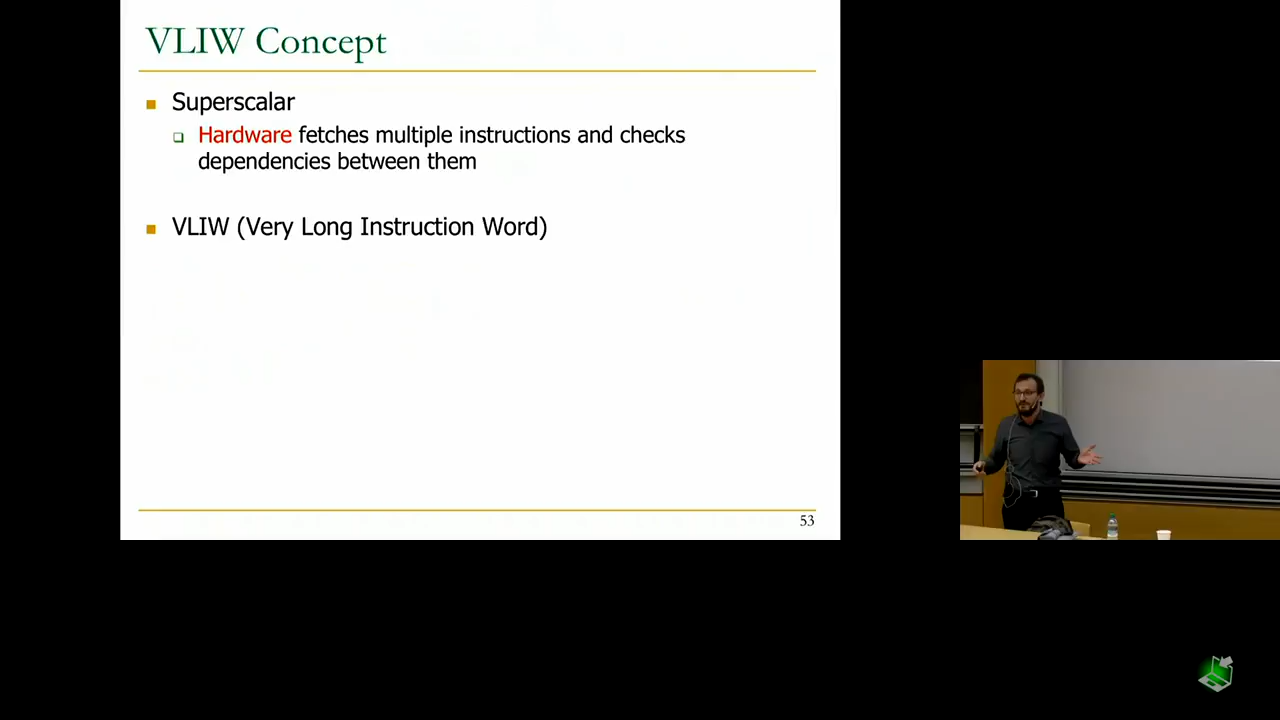 VLIW Concept
Superscalar
Hardware fetches multiple instructions and checks
dependencies between them
VLIW (Very Long Instruction Word)
53